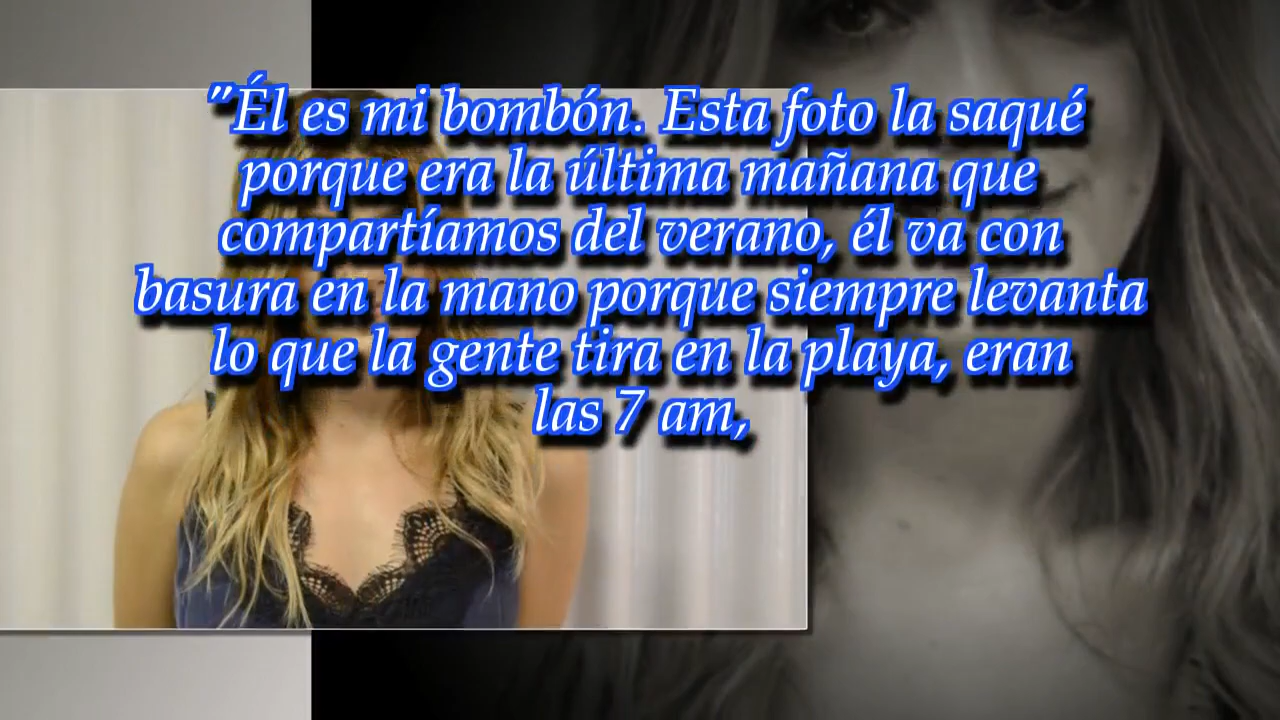 "Él es mi bombón. Esta foto la saqué
porque era la última mañana que
compartíamos del verano, él va con
basura en la mano porque siempre levanta
lo que la gente tira en la playa, eran
las 7 am,